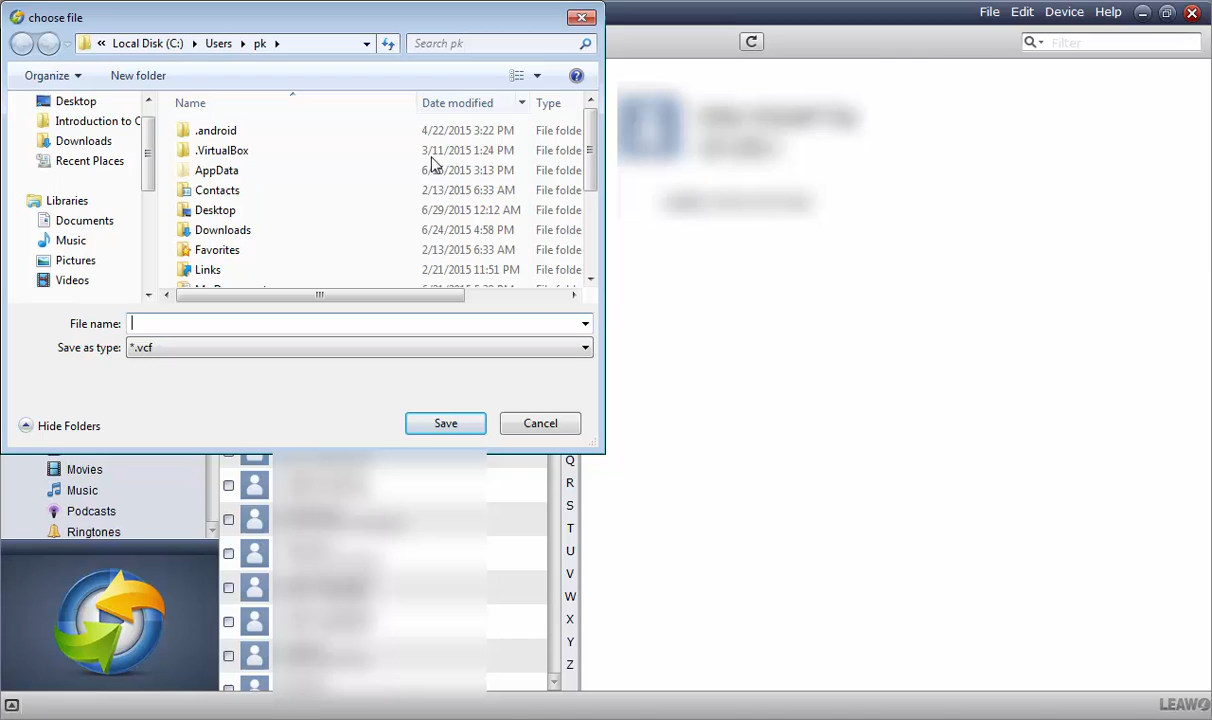 choose file
File Edit Device Help
« Local Disk (C:) Users pk
Search pk
Filter
Organize New folder
Name Date modified Type
Desktop
Introduction to C
Downloads
Recent Places
Libraries
Documents
Music
Pictures
Videos
.android 4/22/2015 3:22 PM File folde
.VirtualBox 3/11/2015 1:24 PM File folde
AppData 3:13 PM File folde
Contacts 2/13/2015 6:33 AM File folde
Desktop 6/29/2015 12:12 AM File folde
Downloads 6/24/2015 4:58 PM File folde
Favorites 2/13/2015 6:33 AM File folde
Links 2/21/2015 11:51 PM File folde
File name:
Save as type: *.vcf
Hide Folders
Save Cancel
Movies
Music
Podcasts
Ringtones
Q
R
S
T
U
V
W
X
Y
Z
LEAWO